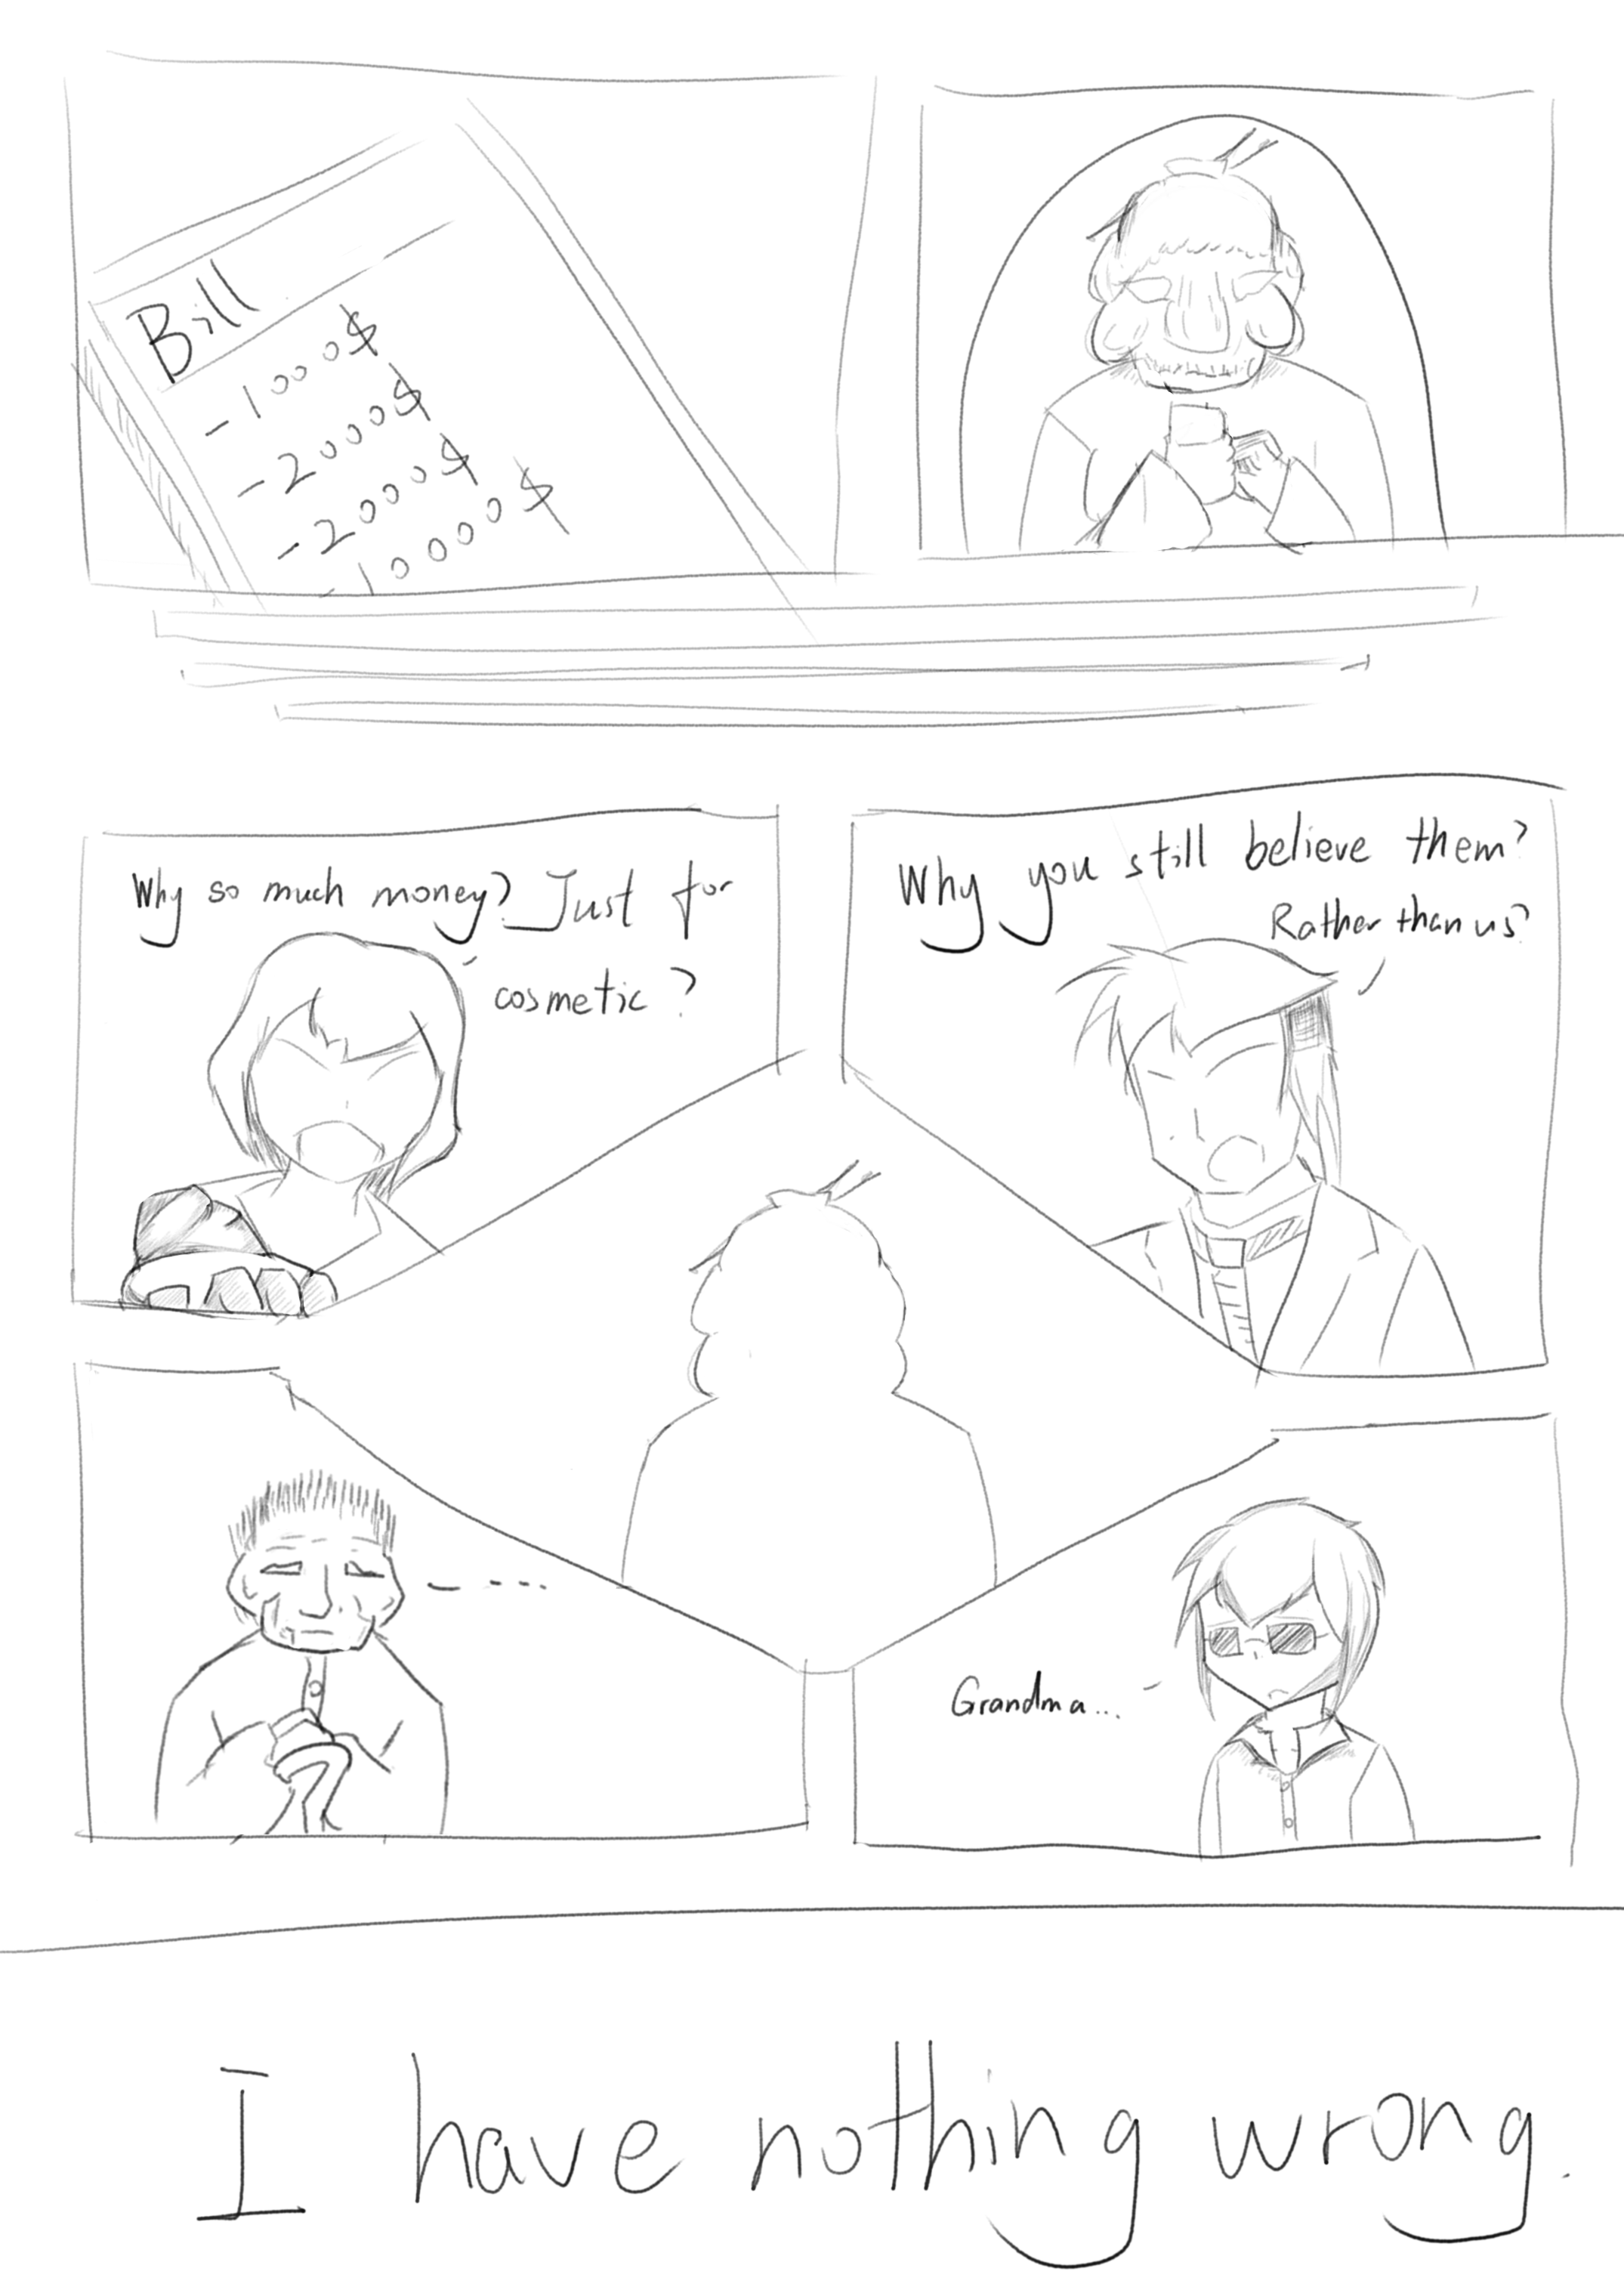 Bill
-1000$
-2000$
-2000$
-10000$
Why so much money? Just for
cosmetic?
Why you still believe them?
Rather than us?
Grandma...
I have nothing wrong.